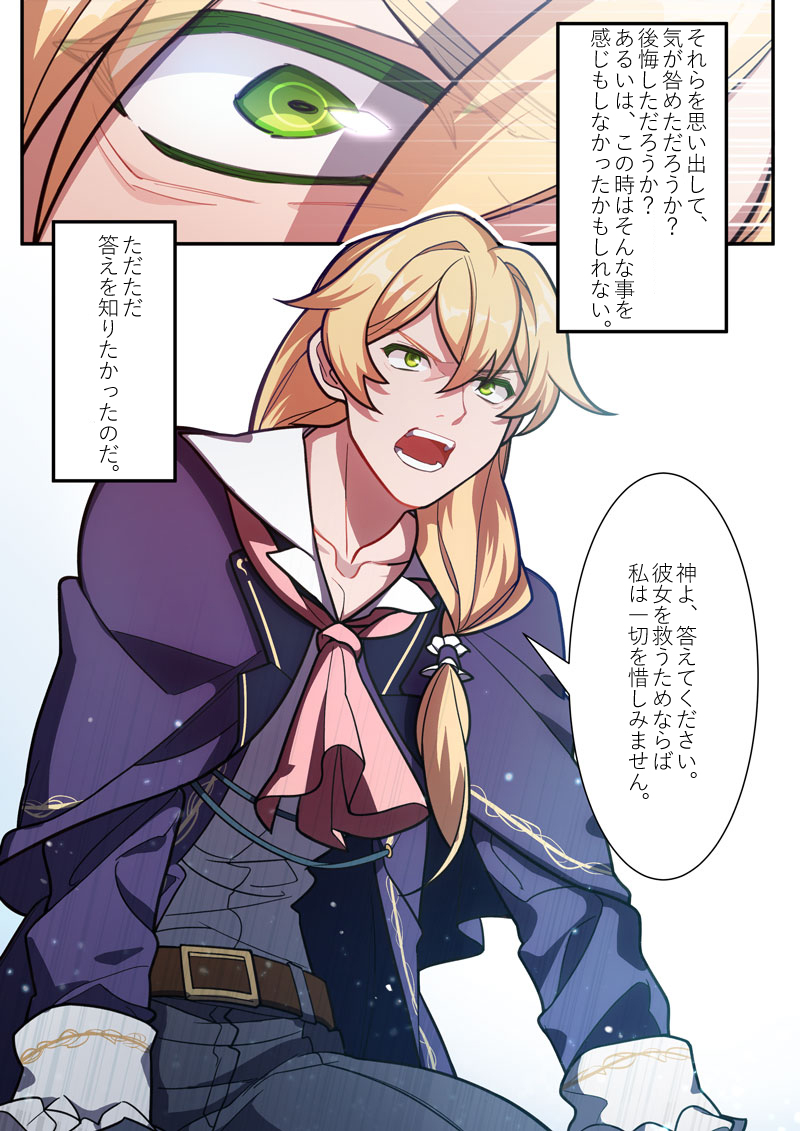 それらを思い出して、
気が咎めただろうか？
後悔しただろうか？
あるいは、この時はそんな事を
感じもしなかったかもしれない。
ただただ
答えを知りたかったのだ。
神よ、答えてください。
彼女を救うためならば
私は一切を惜しみません。